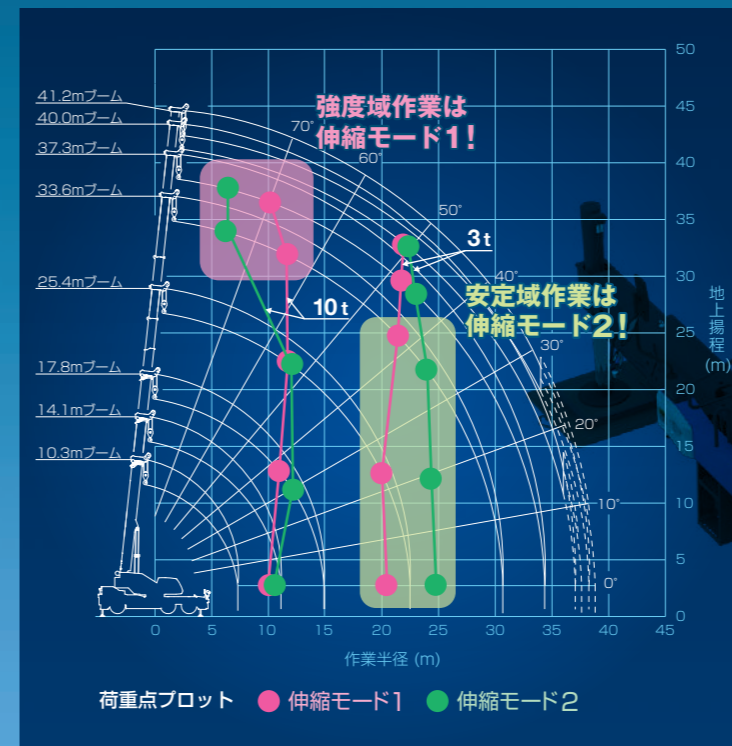 50
45
40
35
30
25
20
15
10
5
0
地上揚程
(m)
41.2mブーム
40.0mブーム
37.3mブーム
33.6mブーム
25.4mブーム
17.8mブーム
14.1mブーム
10.3mブーム
強度域作業は
伸縮モード1!
70°
60°
50°
40°
30°
20°
10°
0°
3t
10t
安定域作業は
伸縮モード2!
0 5 10 15 20 25 30 35 40 45
作業半径 (m)
荷重点プロット 伸縮モード1 伸縮モード2